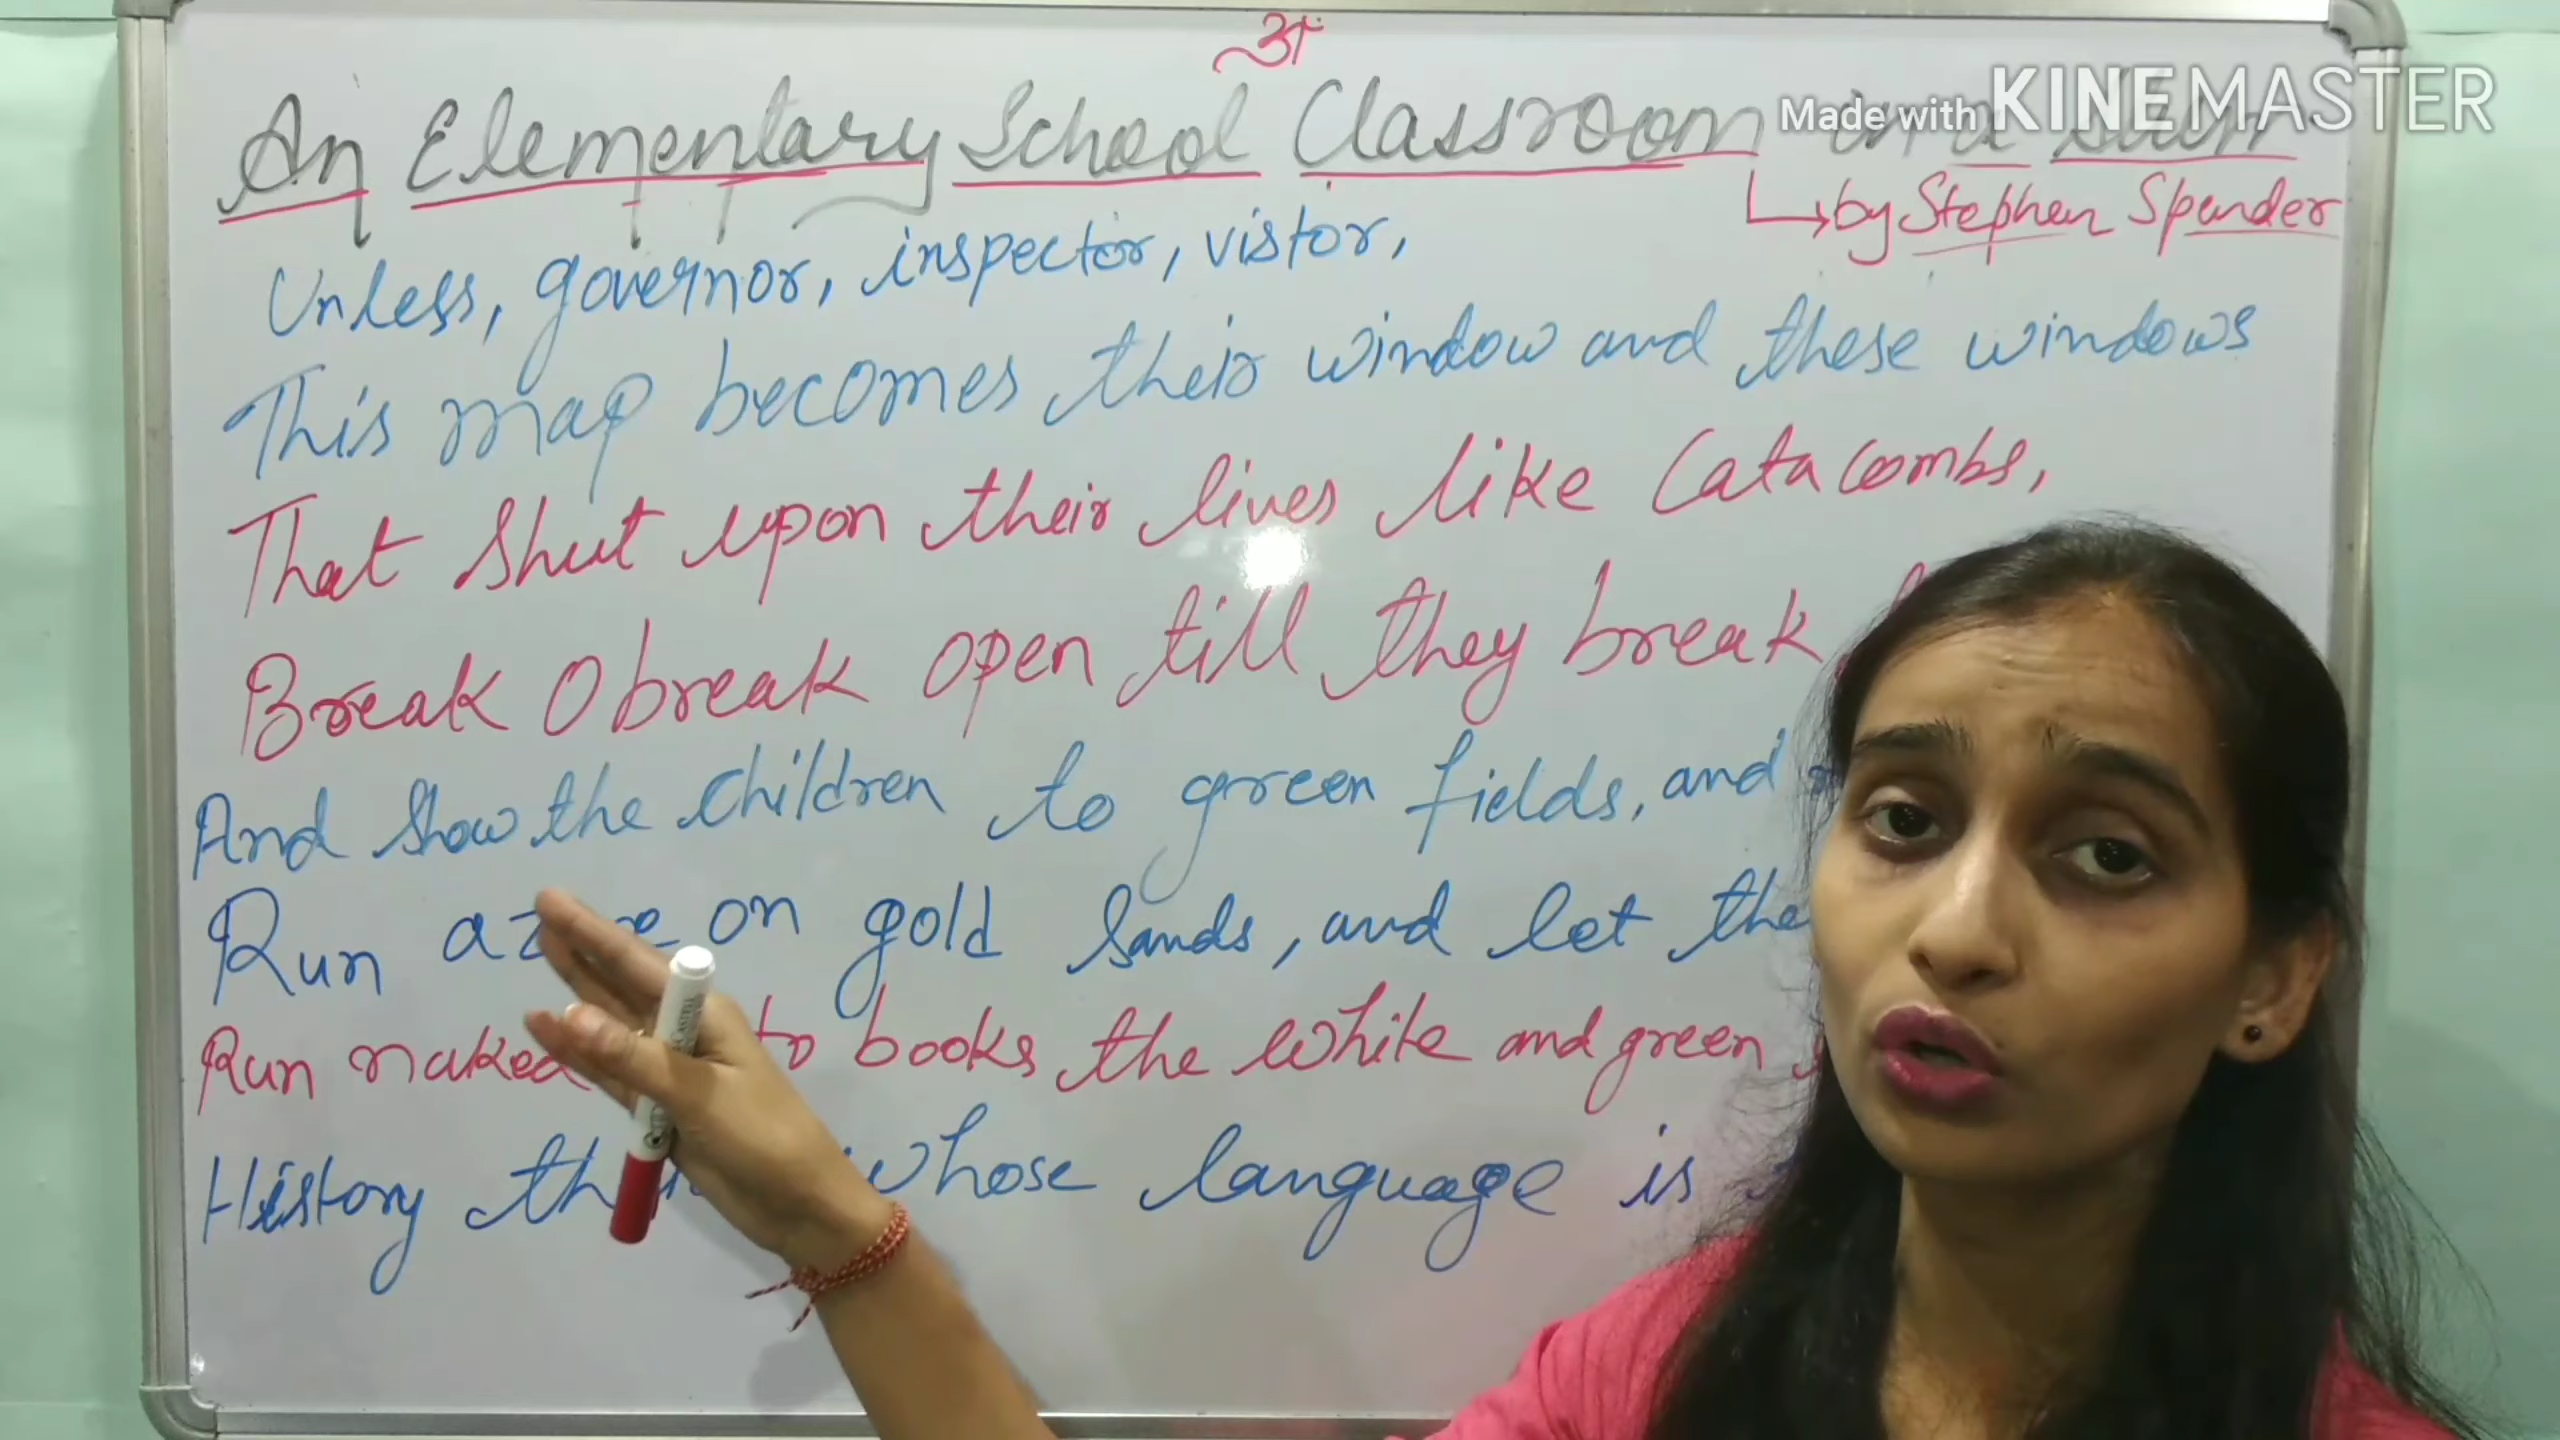 An Elementary School Classroom in a Slum
Made with KINEMASTER
by Stephen Spender
Unless, governor, inspector, vistor,
This map becomes their window and these windows
That shut upon their lives like Catacombs,
Break O break open till they break
And show the children to green fields, and
Run on gold sands, and let the
Run naked to books the white and green
History whose language is